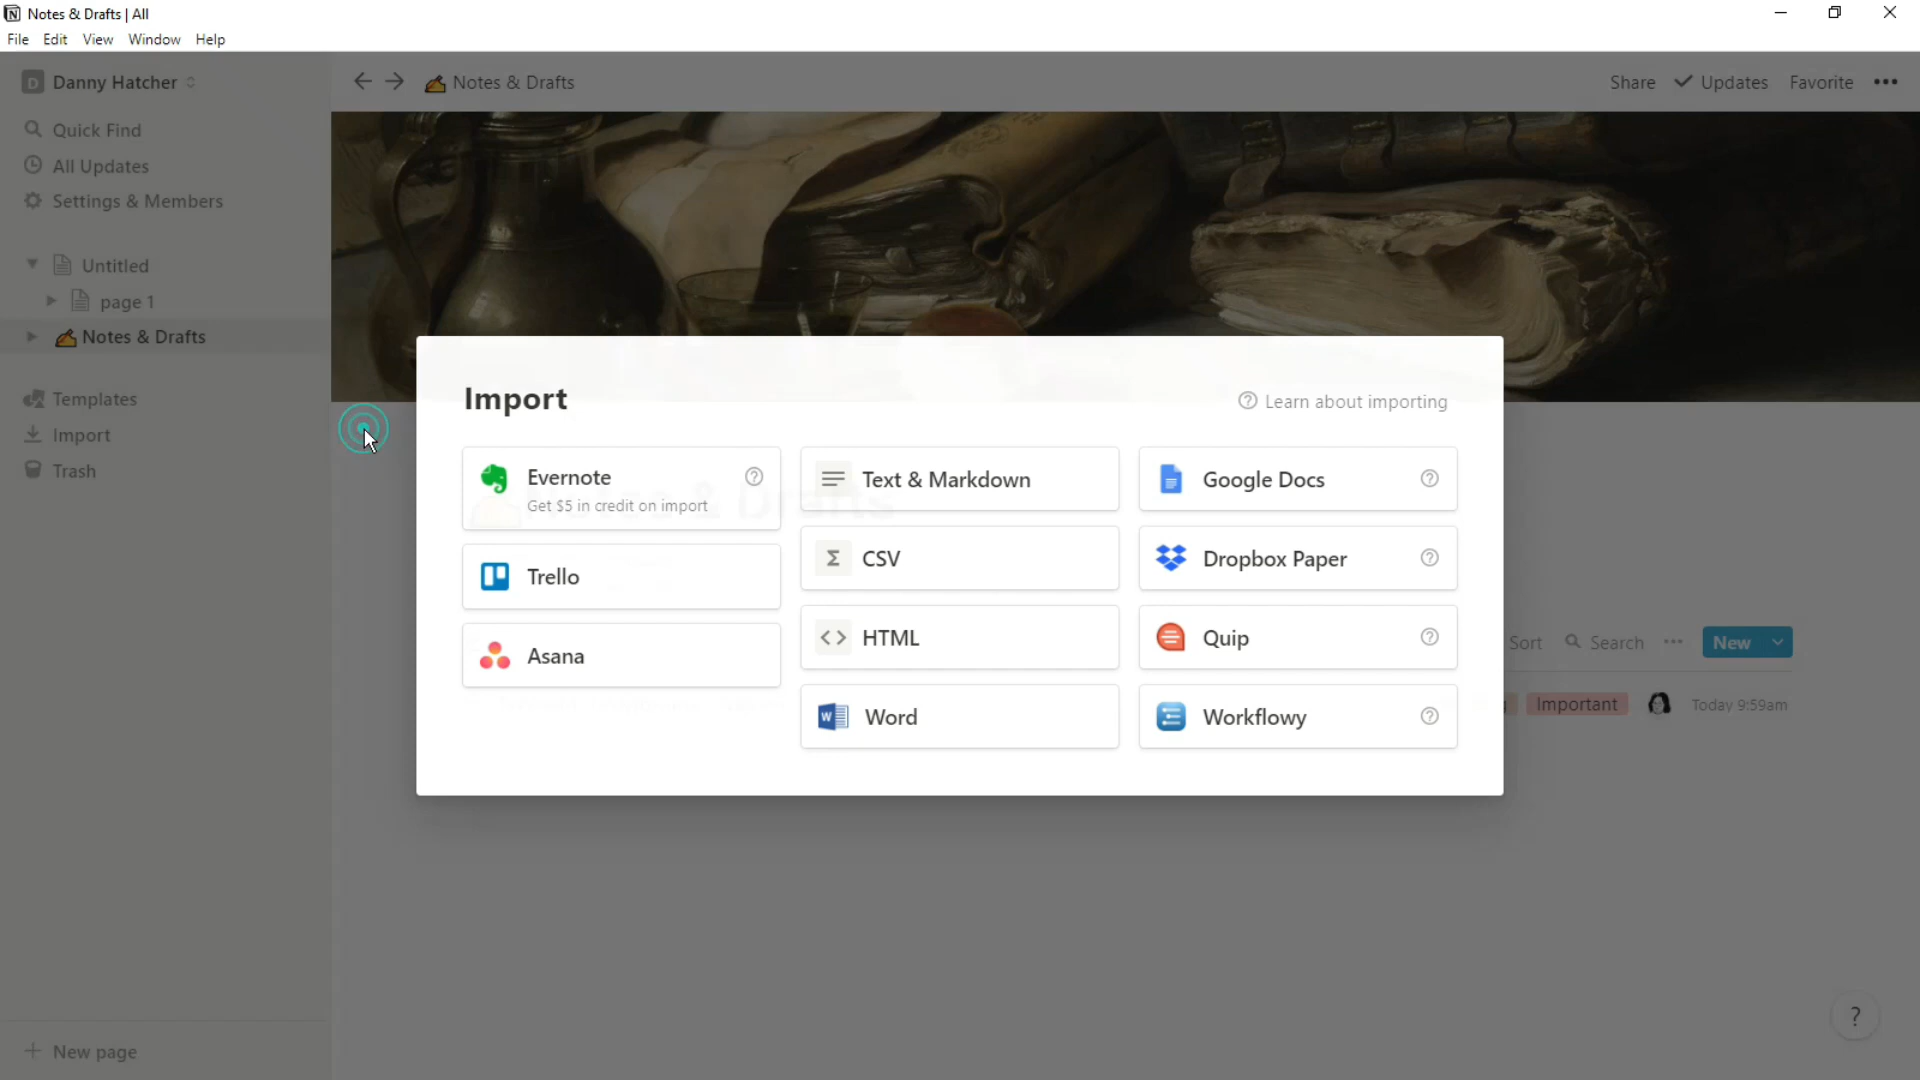 Notes & Drafts | All
File Edit View Window Help
D Danny Hatcher
Notes & Drafts
Share Updates Favorite
Quick Find
All Updates
Settings & Members
Untitled
page 1
Notes & Drafts
Templates
Import
Trash
New page
Import
Learn about importing
Evernote
Get $5 in credit on import
Trello
Asana
Text & Markdown
CSV
HTML
Word
Google Docs
Dropbox Paper
Quip
Workflowy
Notes & Drafts
Sort Search New
Important Today 9:59am
?